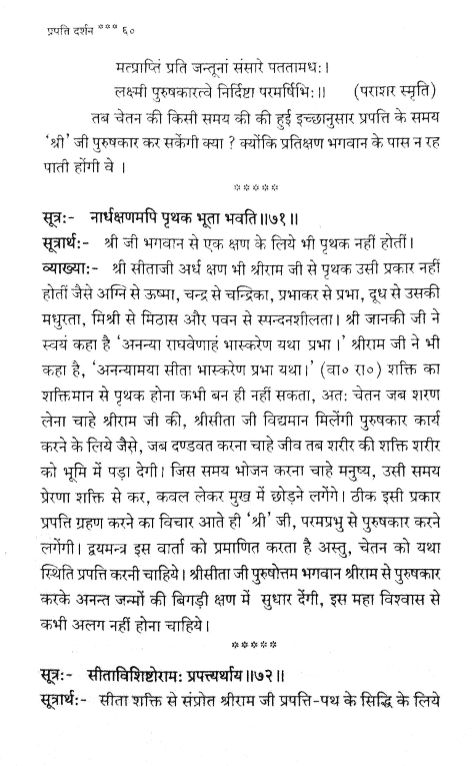 प्रपति दर्शन *** ६०
मत्प्राप्तिं प्रति जन्तूनां संसारे पततामधः।
लक्ष्मी पुरुषकारत्वे निर्दिष्टा परमर्षिभिः।। (पराशर स्मृति)
तब चेतन की किसी समय की की हुई इच्छानुसार प्रपत्ति के समय
'श्री' जी पुरुषकार कर सकेंगी क्या ? क्योंकि प्रतिक्षण भगवान के पास न रह
पाती होंगी वे ।
*****
सूत्रः- नार्धक्षणमपि पृथक भूता भवति॥७१॥
सूत्रार्थः- श्री जी भगवान से एक क्षण के लिये भी पृथक नहीं होतीं।
व्याख्याः- श्री सीताजी अर्ध क्षण भी श्रीराम जी से पृथक उसी प्रकार नहीं
होतीं जैसे अग्नि से ऊष्मा, चन्द्र से चन्द्रिका, प्रभाकर से प्रभा, दूध से उसकी
मधुरता, मिश्री से मिठास और पवन से स्पन्दनशीलता। श्री जानकी जी ने
स्वयं कहा है 'अनन्या राघवेणाहं भास्करेण यथा प्रभा।' श्रीराम जी ने भी
कहा है, 'अनन्यामया सीता भास्करेण प्रभा यथा।' (वा० रा०) शक्ति का
शक्तिमान से पृथक होना कभी बन ही नहीं सकता, अतः चेतन जब शरण
लेना चाहे श्रीराम जी की, श्रीसीता जी विद्यमान मिलेंगी पुरुषकार कार्य
करने के लिये जैसे, जब दण्डवत करना चाहे जीव तब शरीर की शक्ति शरीर
को भूमि में पड़ा देगी। जिस समय भोजन करना चाहे मनुष्य, उसी समय
प्रेरणा शक्ति से कर, कवल लेकर मुख में छोड़ने लगेंगे। ठीक इसी प्रकार
प्रपति ग्रहण करने का विचार आते ही 'श्री' जी, परमप्रभु से पुरुषकार करने
लगेंगी। द्वयमन्त्र इस वार्ता को प्रमाणित करता है अस्तु, चेतन को यथा
स्थिति प्रपत्ति करनी चाहिये। श्रीसीता जी पुरुषोत्तम भगवान श्रीराम से पुरुषकार
करके अनन्त जन्मों की बिगड़ी क्षण में सुधार देंगी, इस महा विश्वास से
कभी अलग नहीं होना चाहिये।
*****
सूत्रः- सीताविशिष्टोरामः प्रपत्त्यर्थाय॥७२॥
सूत्रार्थः- सीता शक्ति से संप्रोत श्रीराम जी प्रपत्ति-पथ के सिद्धि के लिये